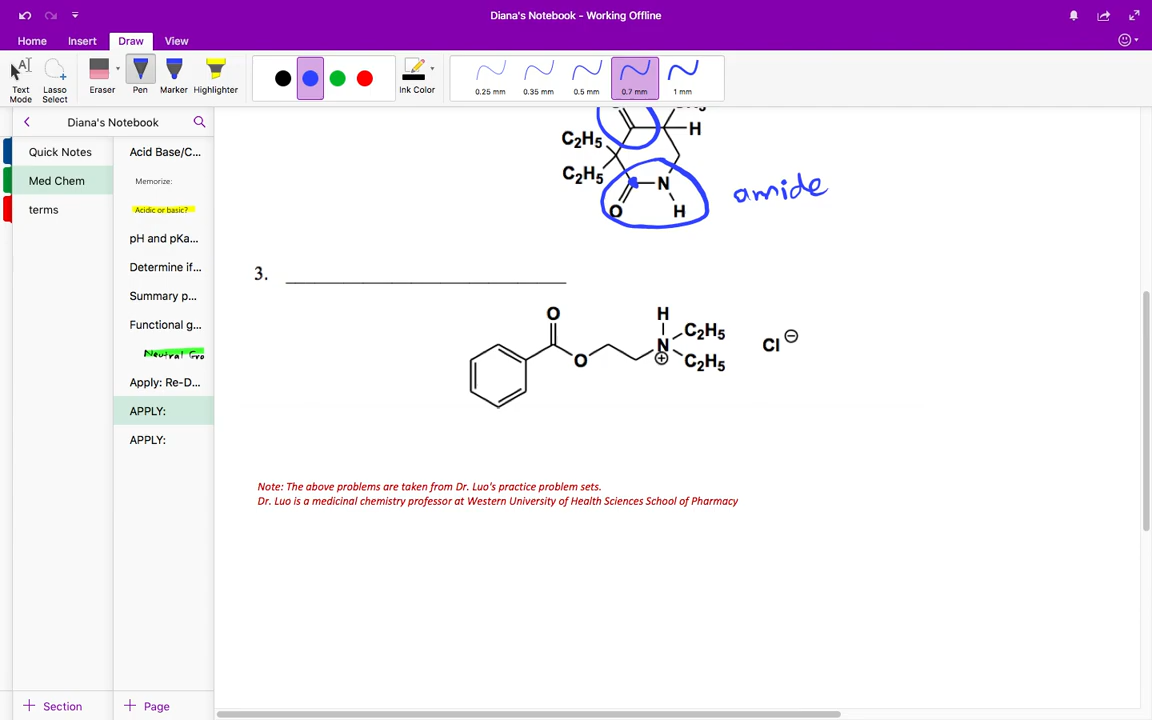 Diana's Notebook - Working Offline
Home Insert Draw View
Text Mode
Lasso Select
Eraser
Pen
Marker
Highlighter
Ink Color
0.25 mm 0.35 mm 0.5 mm 0.7 mm 1 mm
Diana's Notebook
Quick Notes
Med Chem
terms
Acid Base/C...
Memorize:
Acidic or basic?
pH and pKa...
Determine if...
Summary p...
Functional g...
Neutral Gro
Apply: Re-D...
APPLY:
APPLY:
H
C2H5
C2H5
N
O
H
amide
3. ______________________________
O
H
C2H5
N
⊕
C2H5
O
Cl⊖
Note: The above problems are taken from Dr. Luo's practice problem sets.
Dr. Luo is a medicinal chemistry professor at Western University of Health Sciences School of Pharmacy
+ Section
+ Page